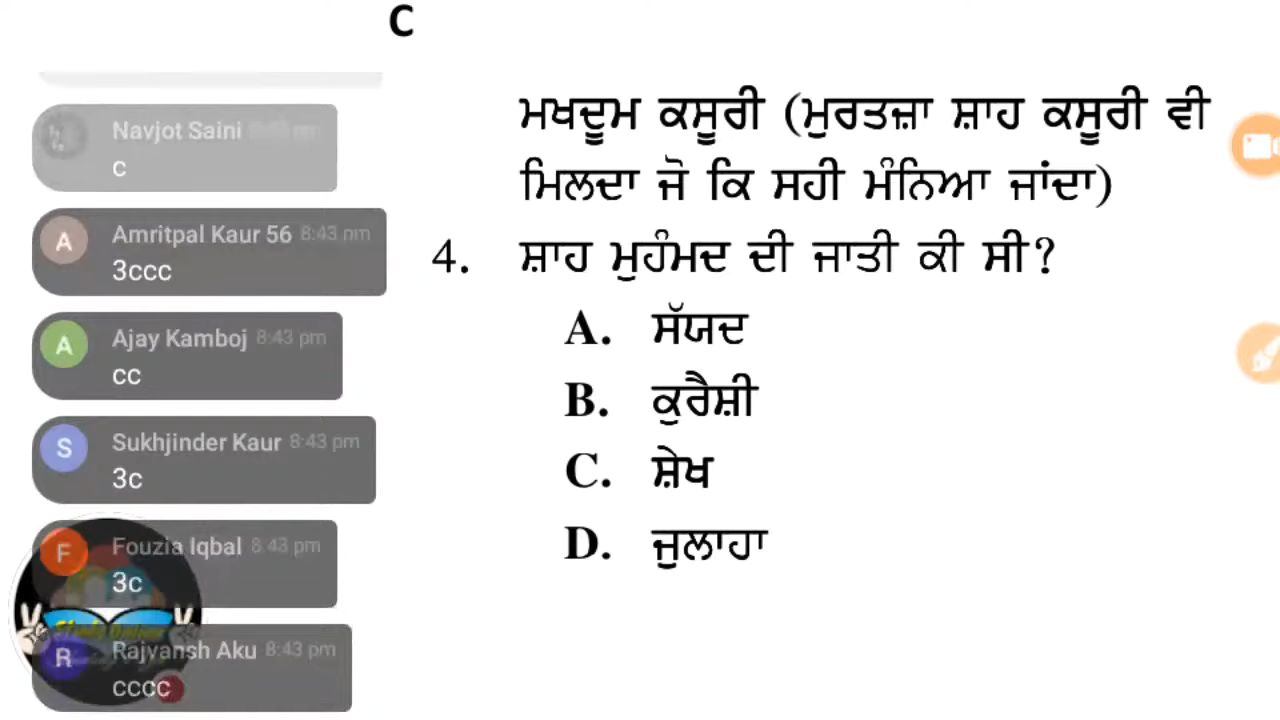 C
Navjot Saini
c
Amritpal Kaur 56 8:43 pm
3ccc
Ajay Kamboj 8:43 pm
cc
Sukhjinder Kaur 8:43 pm
3c
Fouzia Iqbal 8:43 pm
3c
Rajvansh Aku 8:43 pm
cccc
ਮਖਦੂਮ ਕਸੂਰੀ (ਮੁਰਤਜ਼ਾ ਸ਼ਾਹ ਕਸੂਰੀ ਵੀ
ਮਿਲਦਾ ਜੋ ਕਿ ਸਹੀ ਮੰਨਿਆ ਜਾਂਦਾ)
4. ਸ਼ਾਹ ਮੁਹੰਮਦ ਦੀ ਜਾਤੀ ਕੀ ਸੀ?
A. ਸੱਯਦ
B. ਕੁਰੈਸ਼ੀ
C. ਸ਼ੇਖ
D. ਜੁਲਾਹਾ